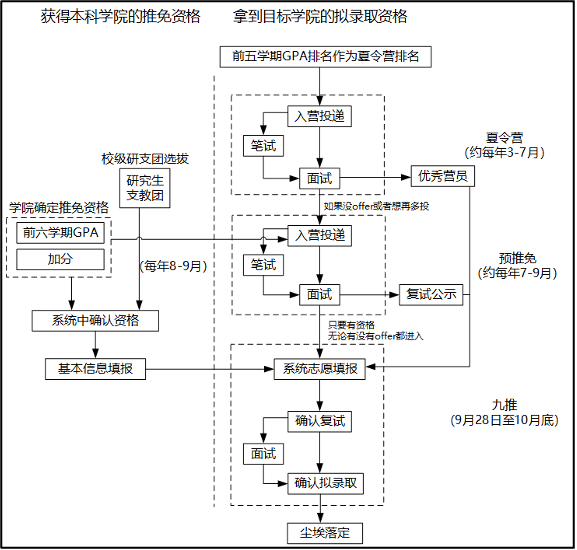 获得本科学院的推免资格
拿到目标学院的拟录取资格
前五学期GPA排名作为夏令营排名
入营投递
笔试
面试
优秀营员
夏令营
(约每年3-7月)
校级研支团选拔
研究生
支教团
学院确定推免资格
前六学期GPA
加分
(每年8-9月)
如果没offer或者想再多投
入营投递
笔试
面试
复试公示
预推免
(约每年7-9月)
系统中确认资格
只要有资格
无论有没有offer都进入
基本信息填报
系统志愿填报
确认复试
面试
确认拟录取
九推
(9月28日至10月底)
尘埃落定